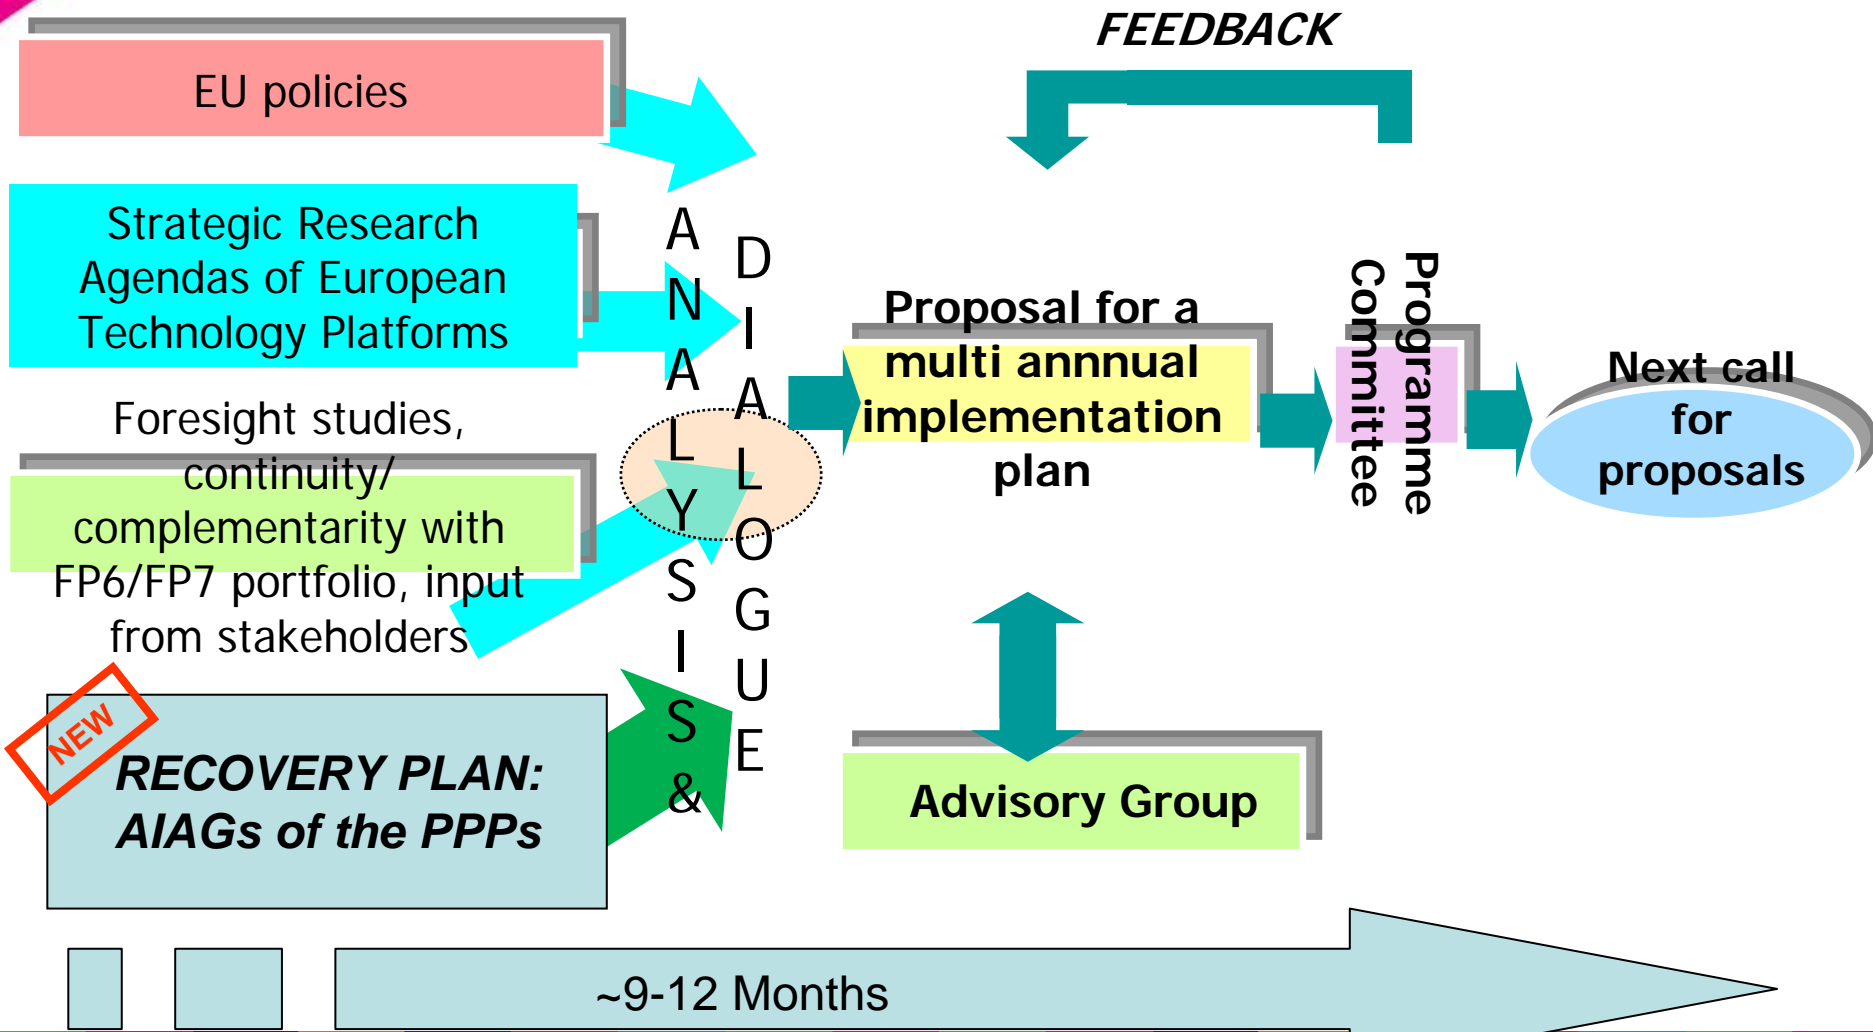 FEEDBACK
EU policies
Strategic Research
Agendas of European
Technology Platforms
Foresight studies,
continuity/
complementarity with
FP6/FP7 portfolio, input
from stakeholders
NEW
RECOVERY PLAN:
AIAGs of the PPPs
ANALYSIS &
DIALOGUE
Proposal for a
multi annnual
implementation
plan
Programme
Committee
Next call
for
proposals
Advisory Group
~9-12 Months